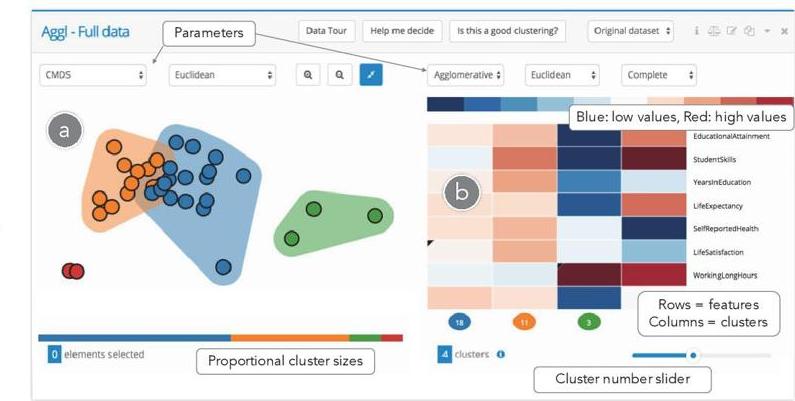 Aggl - Full data
Parameters
Data Tour
Help me decide
Is this a good clustering?
Original dataset
CMDS
Euclidean
Agglomerative
Euclidean
Complete
Blue: low values, Red: high values
a
b
EducationalAttainment
StudentSkills
YearsInEducation
LifeExpectancy
SelfReportedHealth
LifeSatisfaction
WorkingLongHours
Rows = features
Columns = clusters
18
11
3
0 elements selected
Proportional cluster sizes
4 clusters
Cluster number slider